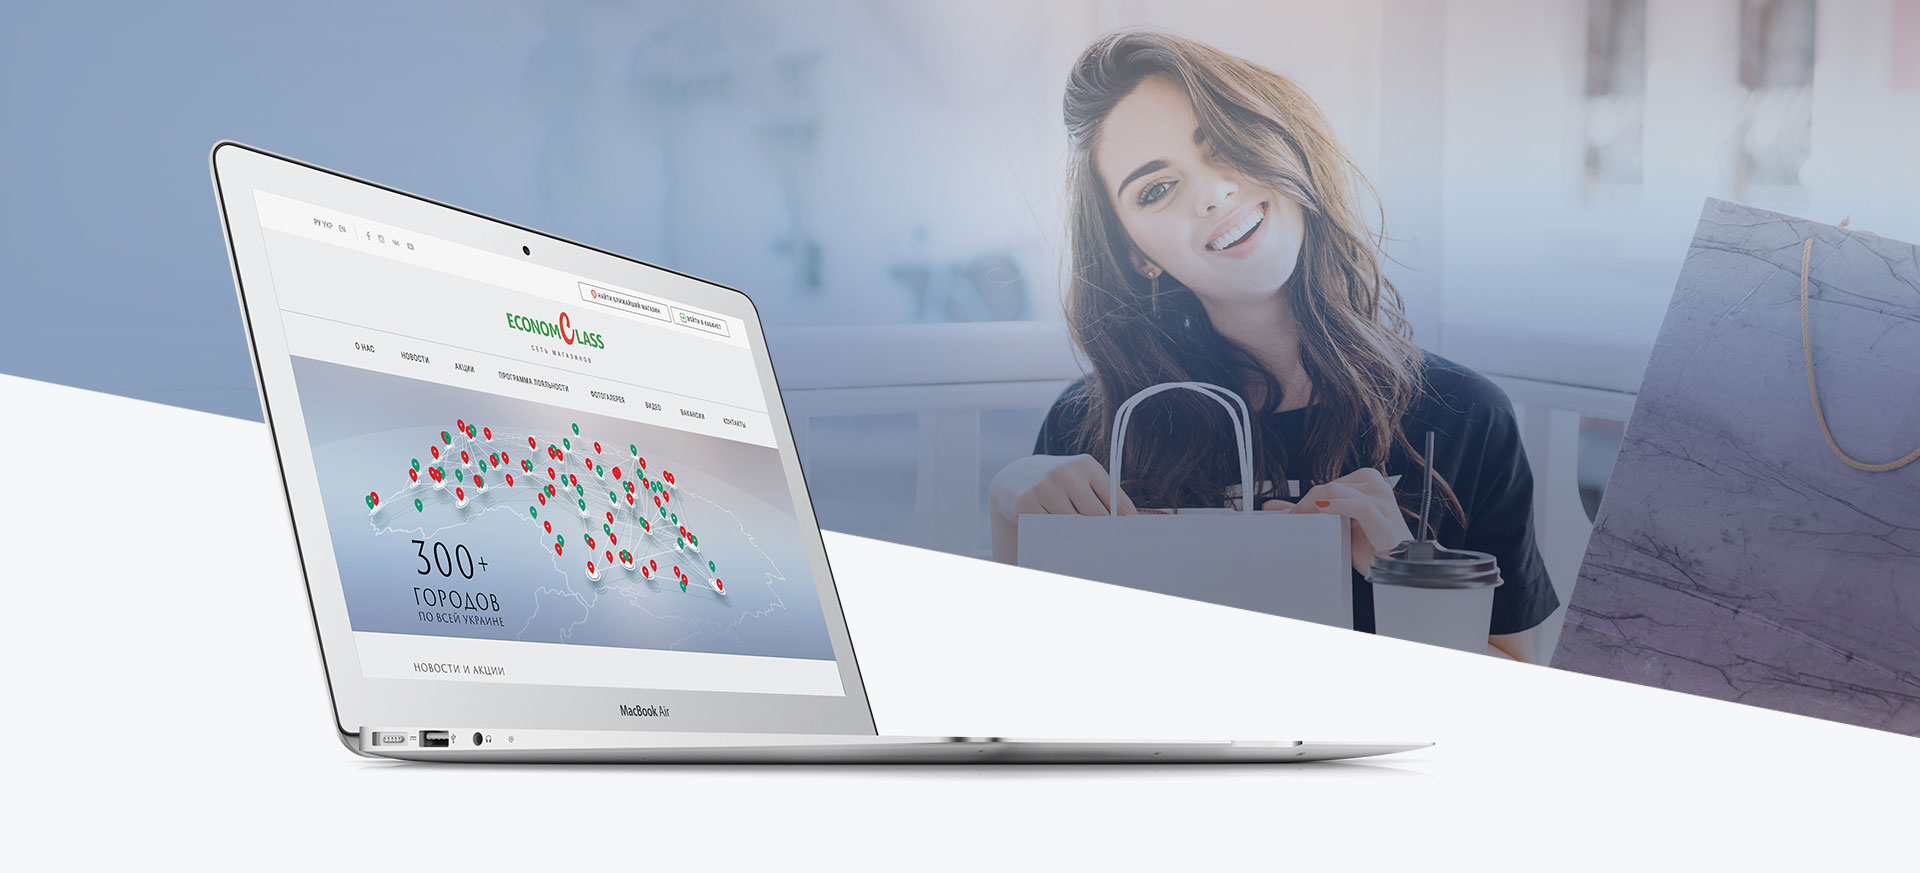 РУ УКР EN
НАЙТИ БЛИЖАЙШИЙ МАГАЗИН
ВОЙТИ В КАБИНЕТ
ECONOMCLASS
СЕТЬ МАГАЗИНОВ
О НАС НОВОСТИ АКЦИИ ПРОГРАММА ЛОЯЛЬНОСТИ ФОТОГАЛЕРЕЯ ВИДЕО ВАКАНСИИ КОНТАКТЫ
300+
ГОРОДОВ
ПО ВСЕЙ УКРАИНЕ
НОВОСТИ И АКЦИИ
MacBook Air